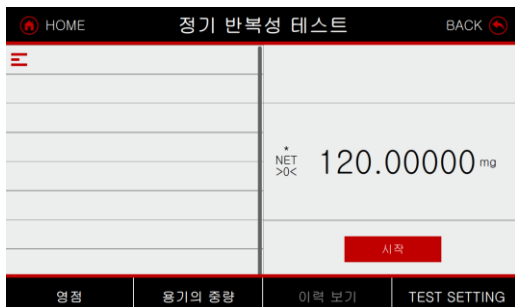 HOME 정기 반복성 테스트 BACK
*
NET
>0< 120.00000 mg
시작
영점 용기의 중량 이력 보기 TEST SETTING